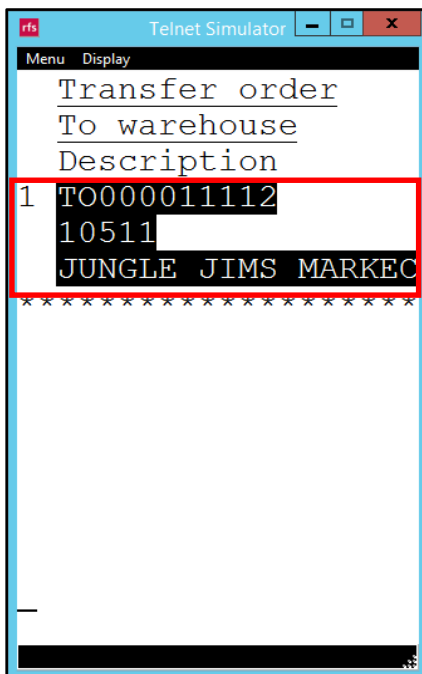 rfs Telnet Simulator
Menu Display
Transfer order
To warehouse
Description
1 TO000011112
10511
JUNGLE JIMS MARKEC
********************